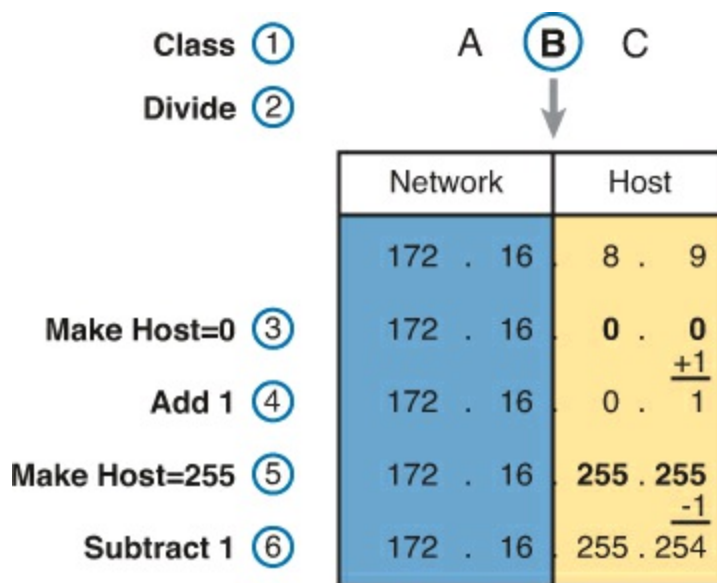 Class 1 A B C
Divide 2
Network Host
172 . 16 . 8 . 9
Make Host=0 3 172 . 16 . 0 . 0
+1
Add 1 4 172 . 16 . 0 . 1
Make Host=255 5 172 . 16 . 255 . 255
-1
Subtract 1 6 172 . 16 . 255 . 254